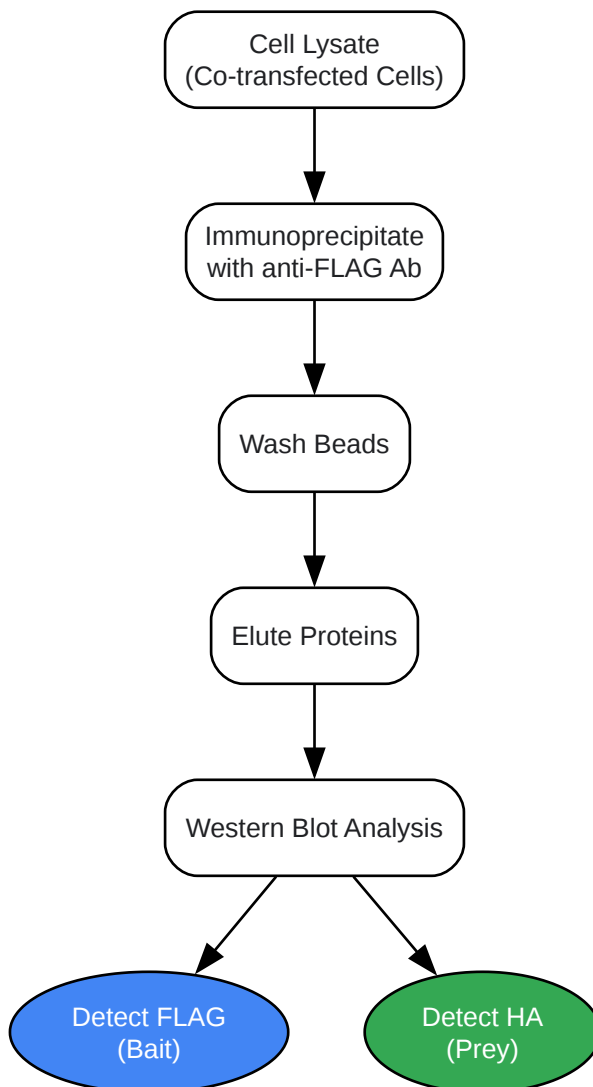 Cell Lysate
(Co-transfected Cells)
Immunoprecipitate
with anti-FLAG Ab
Wash Beads
Elute Proteins
Western Blot Analysis
Detect FLAG
(Bait)
Detect HA
(Prey)